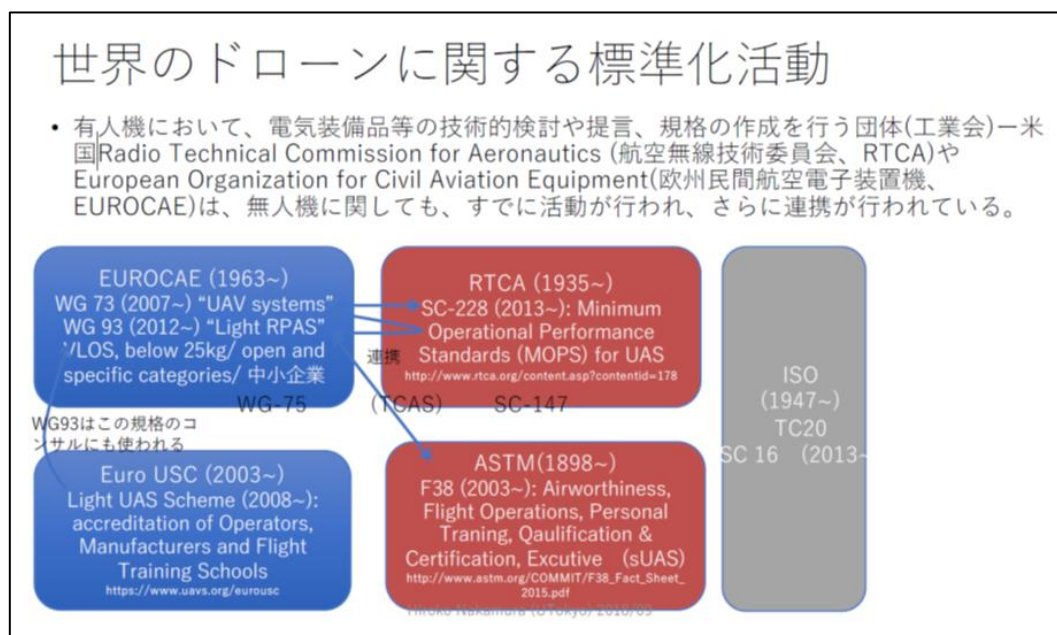 世界のドローンに関する標準化活動
• 有人機において、電気装備品等の技術的検討や提言、規格の作成を行う団体(工業会)ー米
国Radio Technical Commission for Aeronautics (航空無線技術委員会、RTCA)や
European Organization for Civil Aviation Equipment(欧州民間航空電子装置機、
EUROCAE)は、無人機に関しても、すでに活動が行われ、さらに連携が行われている。
EUROCAE (1963~)
WG 73 (2007~) “UAV systems”
WG 93 (2012~) “Light RPAS”
VLOS, below 25kg/ open and
specific categories/ 中小企業
連携
RTCA (1935~)
SC-228 (2013~): Minimum
Operational Performance
Standards (MOPS) for UAS
http://www.rtca.org/content.asp?contentid=178
WG-75 (TCAS) SC-147
WG93はこの規格のコ
ンサルにも使われる
Euro USC (2003~)
Light UAS Scheme (2008~):
accreditation of Operators,
Manufacturers and Flight
Training Schools
https://www.uavs.org/eurousc
ASTM(1898~)
F38 (2003~): Airworthiness,
Flight Operations, Personal
Traning, Qaulification &
Certification, Excutive (sUAS)
http://www.astm.org/COMMIT/F38_Fact_Sheet_
2015.pdf
Hiroko Nakamura (UTokyo) 2018/09
ISO
(1947~)
TC20
SC 16 (2013~